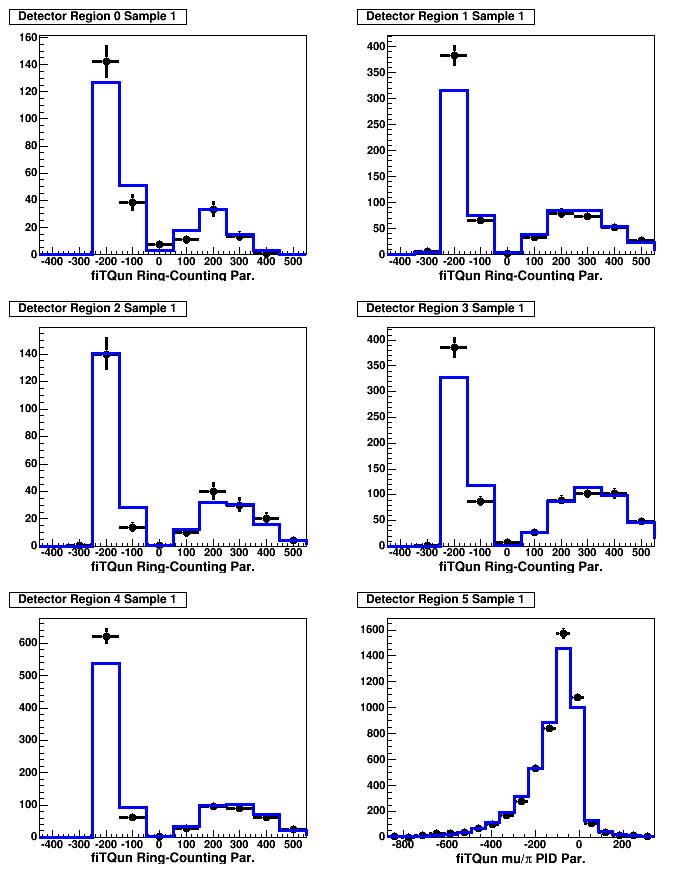 Detector Region 0 Sample 1
160
140
120
100
80
60
40
20
0
-400 -300 -200 -100 0 100 200 300 400 500
fiTQun Ring-Counting Par.
Detector Region 1 Sample 1
400
350
300
250
200
150
100
50
0
-400 -300 -200 -100 0 100 200 300 400 500
fiTQun Ring-Counting Par.
Detector Region 2 Sample 1
140
120
100
80
60
40
20
0
-400 -300 -200 -100 0 100 200 300 400 500
fiTQun Ring-Counting Par.
Detector Region 3 Sample 1
400
350
300
250
200
150
100
50
0
-400 -300 -200 -100 0 100 200 300 400 500
fiTQun Ring-Counting Par.
Detector Region 4 Sample 1
600
500
400
300
200
100
0
-400 -300 -200 -100 0 100 200 300 400 500
fiTQun Ring-Counting Par.
Detector Region 5 Sample 1
1600
1400
1200
1000
800
600
400
200
0
-800 -600 -400 -200 0 200
fiTQun mu/π PID Par.